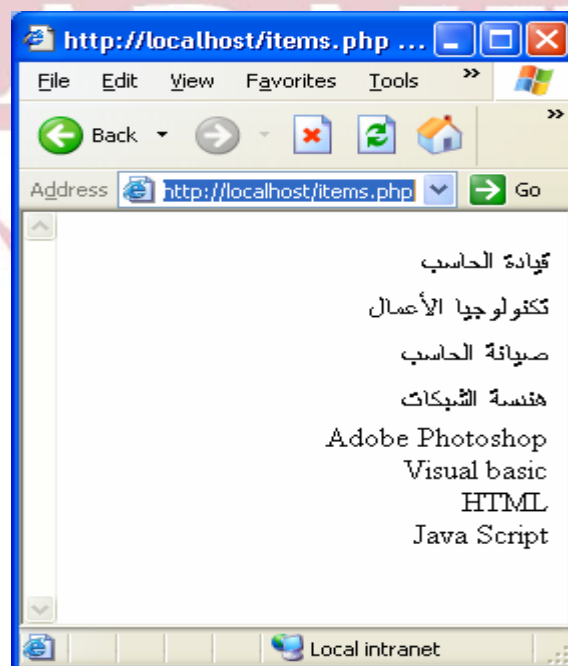 http://localhost/items.php ...
File Edit View Favorites Tools »
Back »
Address http://localhost/items.php Go
قيادة الحاسب
تكنولوجيا الأعمال
صيانة الحاسب
هندسة الشبكات
Adobe Photoshop
Visual basic
HTML
Java Script
Local intranet